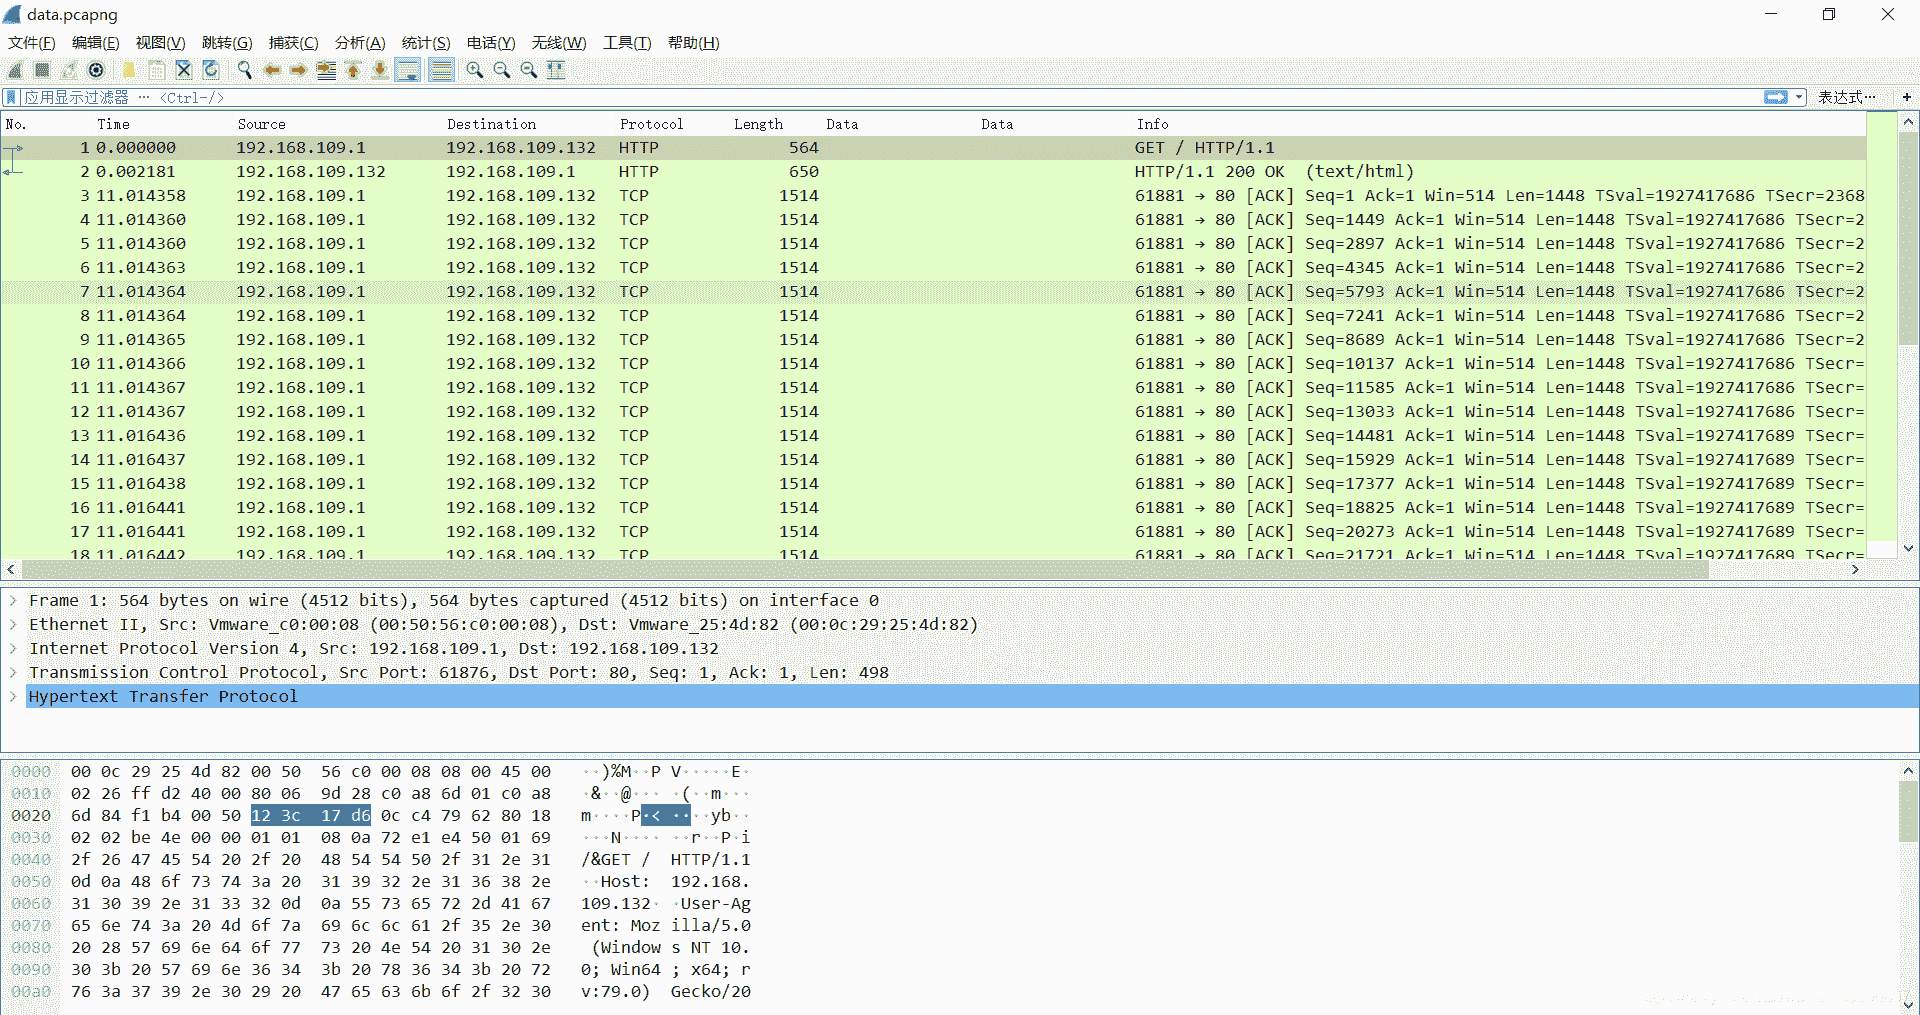 data.pcapng
文件(F) 编辑(E) 视图(V) 跳转(G) 捕获(C) 分析(A) 统计(S) 电话(Y) 无线(W) 工具(T) 帮助(H)
应用显示过滤器 … <Ctrl-/> 表达式… +
No. Time Source Destination Protocol Length Data Data Info
1 0.000000 192.168.109.1 192.168.109.132 HTTP 564 GET / HTTP/1.1
2 0.002181 192.168.109.132 192.168.109.1 HTTP 650 HTTP/1.1 200 OK (text/html)
3 11.014358 192.168.109.1 192.168.109.132 TCP 1514 61881 → 80 [ACK] Seq=1 Ack=1 Win=514 Len=1448 TSval=1927417686 TSecr=2368
4 11.014360 192.168.109.1 192.168.109.132 TCP 1514 61881 → 80 [ACK] Seq=1449 Ack=1 Win=514 Len=1448 TSval=1927417686 TSecr=2
5 11.014360 192.168.109.1 192.168.109.132 TCP 1514 61881 → 80 [ACK] Seq=2897 Ack=1 Win=514 Len=1448 TSval=1927417686 TSecr=2
6 11.014363 192.168.109.1 192.168.109.132 TCP 1514 61881 → 80 [ACK] Seq=4345 Ack=1 Win=514 Len=1448 TSval=1927417686 TSecr=2
7 11.014364 192.168.109.1 192.168.109.132 TCP 1514 61881 → 80 [ACK] Seq=5793 Ack=1 Win=514 Len=1448 TSval=1927417686 TSecr=2
8 11.014364 192.168.109.1 192.168.109.132 TCP 1514 61881 → 80 [ACK] Seq=7241 Ack=1 Win=514 Len=1448 TSval=1927417686 TSecr=2
9 11.014365 192.168.109.1 192.168.109.132 TCP 1514 61881 → 80 [ACK] Seq=8689 Ack=1 Win=514 Len=1448 TSval=1927417686 TSecr=2
10 11.014366 192.168.109.1 192.168.109.132 TCP 1514 61881 → 80 [ACK] Seq=10137 Ack=1 Win=514 Len=1448 TSval=1927417686 TSecr=
11 11.014367 192.168.109.1 192.168.109.132 TCP 1514 61881 → 80 [ACK] Seq=11585 Ack=1 Win=514 Len=1448 TSval=1927417686 TSecr=
12 11.014367 192.168.109.1 192.168.109.132 TCP 1514 61881 → 80 [ACK] Seq=13033 Ack=1 Win=514 Len=1448 TSval=1927417686 TSecr=
13 11.016436 192.168.109.1 192.168.109.132 TCP 1514 61881 → 80 [ACK] Seq=14481 Ack=1 Win=514 Len=1448 TSval=1927417689 TSecr=
14 11.016437 192.168.109.1 192.168.109.132 TCP 1514 61881 → 80 [ACK] Seq=15929 Ack=1 Win=514 Len=1448 TSval=1927417689 TSecr=
15 11.016438 192.168.109.1 192.168.109.132 TCP 1514 61881 → 80 [ACK] Seq=17377 Ack=1 Win=514 Len=1448 TSval=1927417689 TSecr=
16 11.016441 192.168.109.1 192.168.109.132 TCP 1514 61881 → 80 [ACK] Seq=18825 Ack=1 Win=514 Len=1448 TSval=1927417689 TSecr=
17 11.016441 192.168.109.1 192.168.109.132 TCP 1514 61881 → 80 [ACK] Seq=20273 Ack=1 Win=514 Len=1448 TSval=1927417689 TSecr=
18 11.016442 192.168.109.1 192.168.109.132 TCP 1514 61881 → 80 [ACK] Seq=21721 Ack=1 Win=514 Len=1448 TSval=1927417689 TSecr=
Frame 1: 564 bytes on wire (4512 bits), 564 bytes captured (4512 bits) on interface 0
Ethernet II, Src: Vmware_c0:00:08 (00:50:56:c0:00:08), Dst: Vmware_25:4d:82 (00:0c:29:25:4d:82)
Internet Protocol Version 4, Src: 192.168.109.1, Dst: 192.168.109.132
Transmission Control Protocol, Src Port: 61876, Dst Port: 80, Seq: 1, Ack: 1, Len: 498
Hypertext Transfer Protocol
0000 00 0c 29 25 4d 82 00 50 56 c0 00 08 08 00 45 00 ··)%M··P V·····E·
0010 02 26 ff d2 40 00 80 06 9d 28 c0 a8 6d 01 c0 a8 ·&··@··· ·(··m···
0020 6d 84 f1 b4 00 50 12 3c 17 d6 0c c4 79 62 80 18 m····P·< ····yb··
0030 02 02 be 4e 00 00 01 01 08 0a 72 e1 e4 50 01 69 ···N···· ··r··P·i
0040 2f 26 47 45 54 20 2f 20 48 54 54 50 2f 31 2e 31 /&GET / HTTP/1.1
0050 0d 0a 48 6f 73 74 3a 20 31 39 32 2e 31 36 38 2e ··Host: 192.168.
0060 31 30 39 2e 31 33 32 0d 0a 55 73 65 72 2d 41 67 109.132· ·User-Ag
0070 65 6e 74 3a 20 4d 6f 7a 69 6c 6c 61 2f 35 2e 30 ent: Moz illa/5.0
0080 20 28 57 69 6e 64 6f 77 73 20 4e 54 20 31 30 2e (Window s NT 10.
0090 30 3b 20 57 69 6e 36 34 3b 20 78 36 34 3b 20 72 0; Win64 ; x64; r
00a0 76 3a 37 39 2e 30 29 20 47 65 63 6b 6f 2f 32 30 v:79.0) Gecko/20